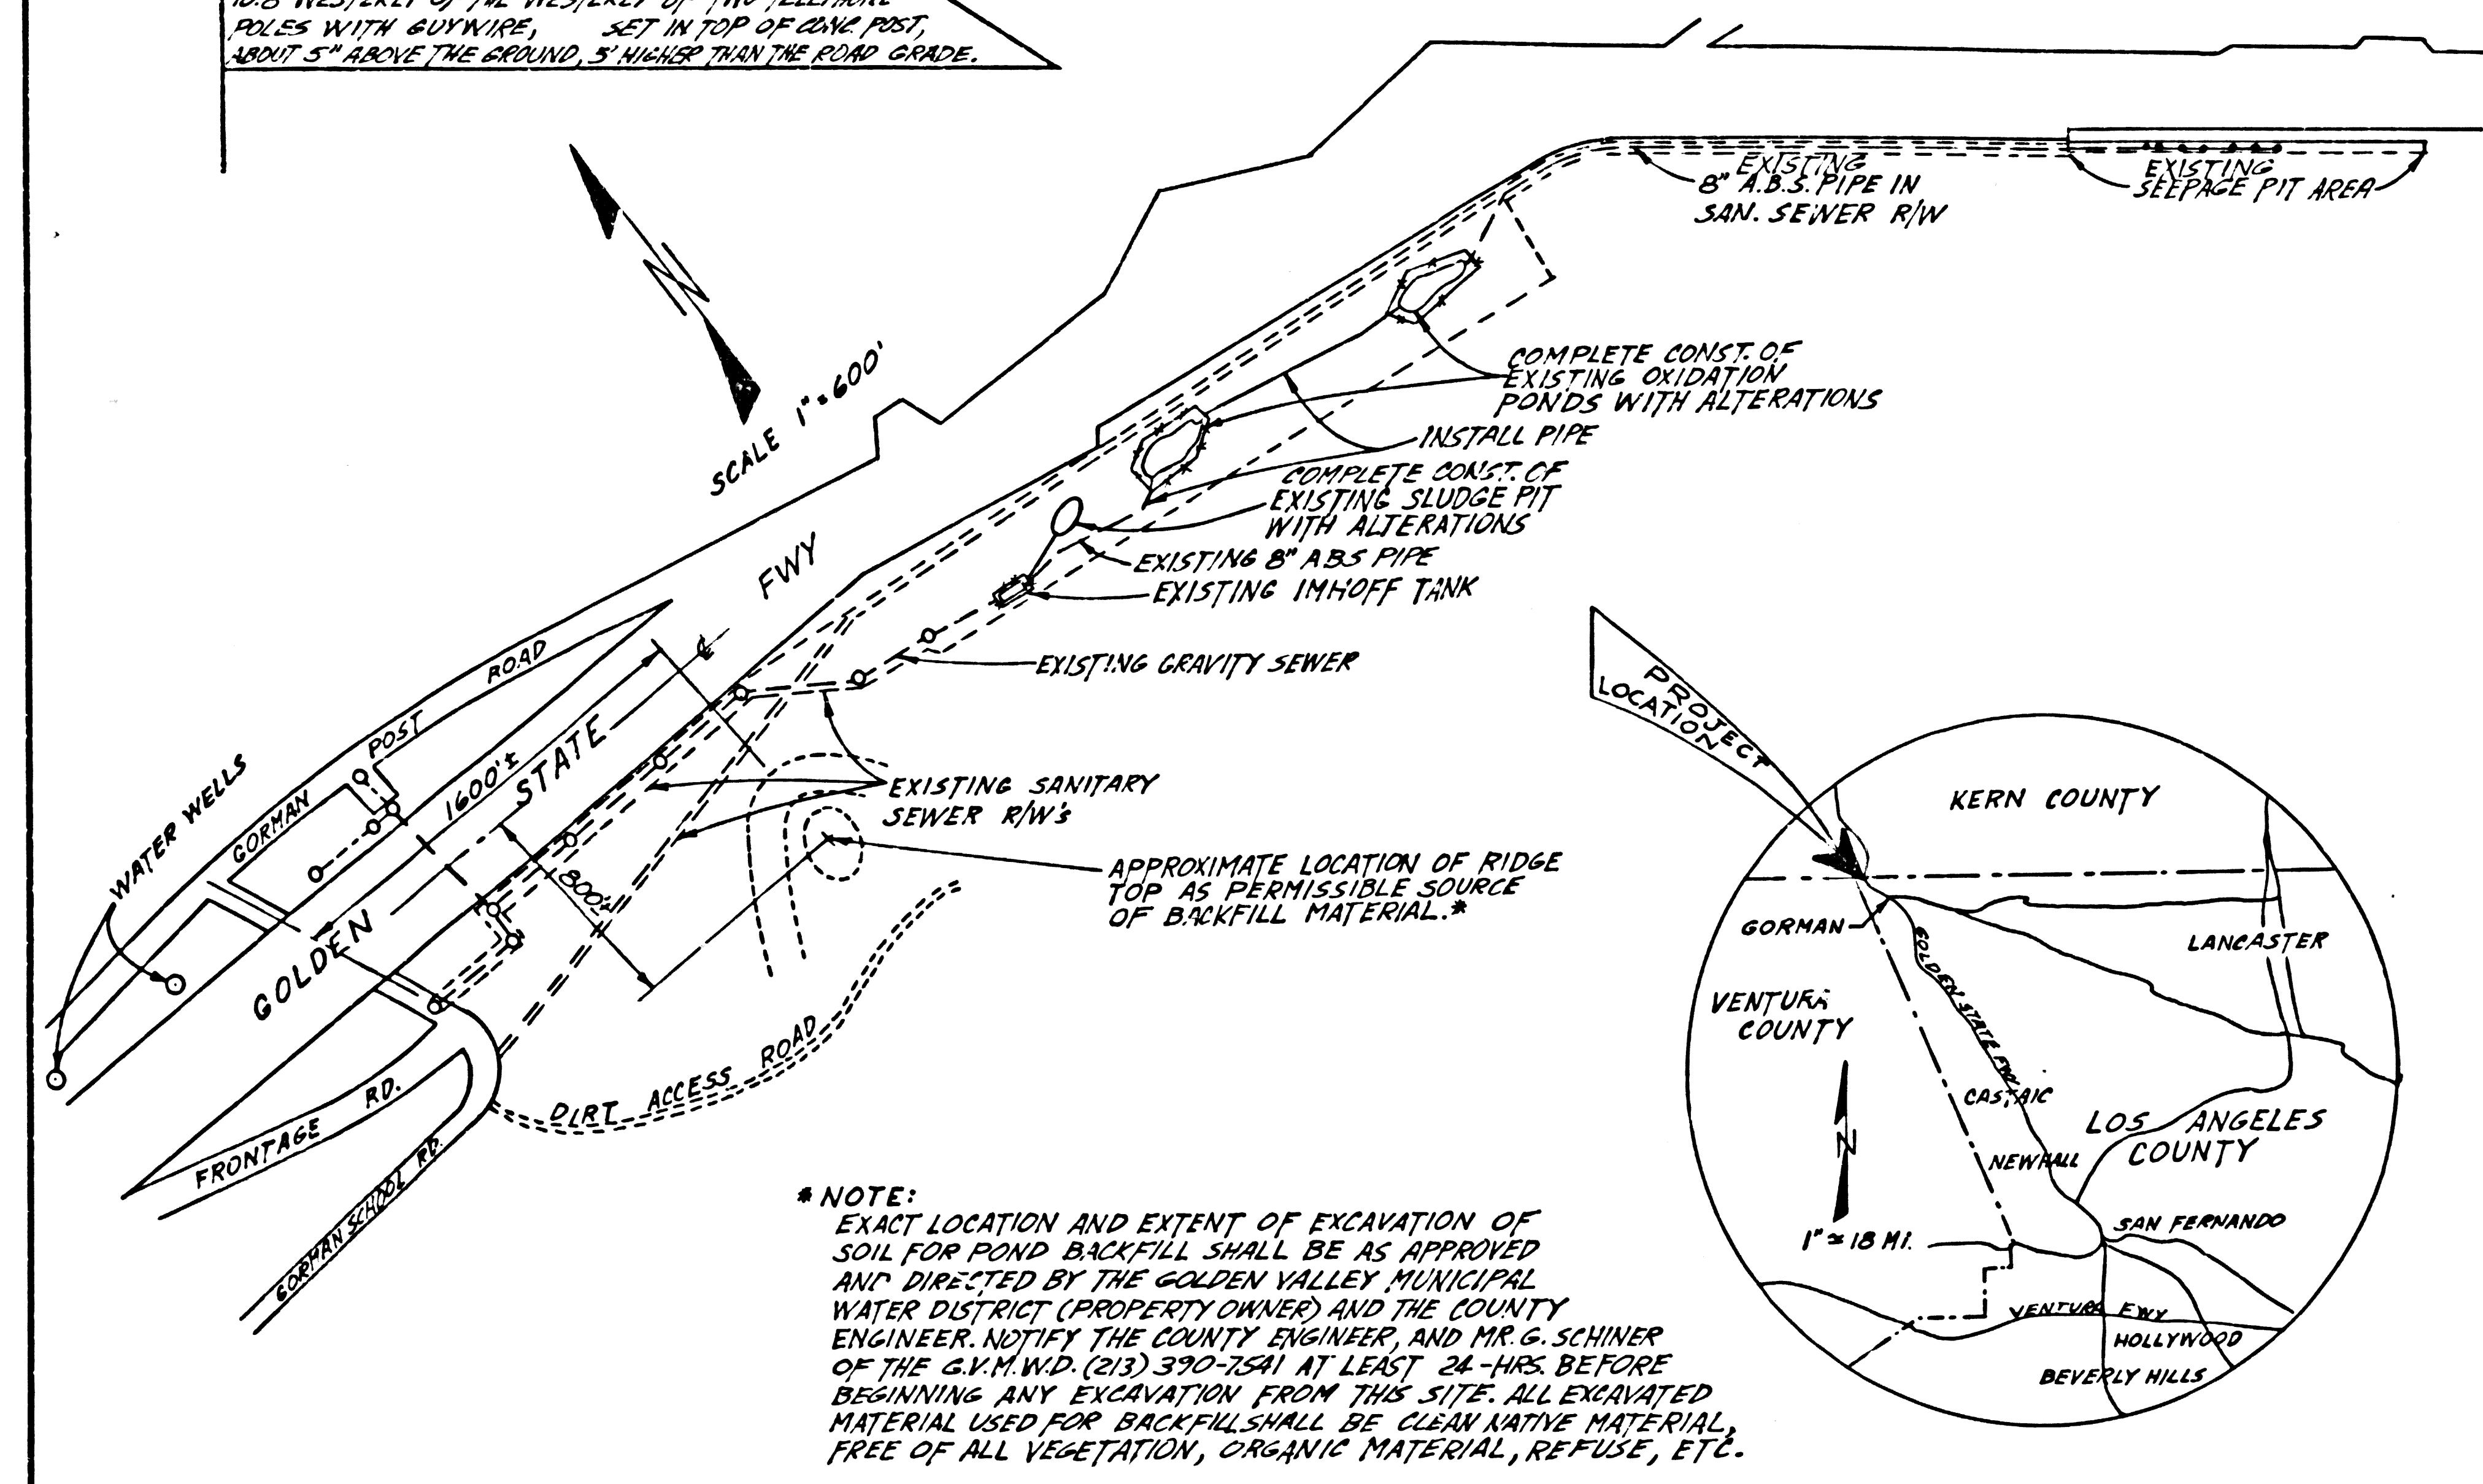 10.8 WESTERLY OF THE WESTERLY OF TWO TELEPHONE
POLES WITH GUYWIRE, SET IN TOP OF CONC. POST,
ABOUT 5" ABOVE THE GROUND, 5' HIGHER THAN THE ROAD GRADE.
N
SCALE 1"=600'
EXISTING
8" A.B.S. PIPE IN
SAN. SEWER R/W
EXISTING
SEEPAGE PIT AREA
COMPLETE CONST. OF
EXISTING OXIDATION
PONDS WITH ALTERATIONS
INSTALL PIPE
COMPLETE CONST. OF
EXISTING SLUDGE PIT
WITH ALTERATIONS
EXISTING 8" ABS PIPE
EXISTING IMHOFF TANK
EXISTING GRAVITY SEWER
EXISTING SANITARY
SEWER R/W's
APPROXIMATE LOCATION OF RIDGE
TOP AS PERMISSIBLE SOURCE
OF BACKFILL MATERIAL.*
WATER WELLS
GORMAN POST ROAD
1600'±
GOLDEN STATE FWY
℄
800'±
FRONTAGE RD.
GORMAN SCHOOL RD.
DIRT ACCESS ROAD
* NOTE:
EXACT LOCATION AND EXTENT OF EXCAVATION OF
SOIL FOR POND BACKFILL SHALL BE AS APPROVED
AND DIRECTED BY THE GOLDEN VALLEY MUNICIPAL
WATER DISTRICT (PROPERTY OWNER) AND THE COUNTY
ENGINEER. NOTIFY THE COUNTY ENGINEER, AND MR. G. SCHINER
OF THE G.V.M.W.D. (213) 390-7541 AT LEAST 24-HRS. BEFORE
BEGINNING ANY EXCAVATION FROM THIS SITE. ALL EXCAVATED
MATERIAL USED FOR BACKFILL SHALL BE CLEAN NATIVE MATERIAL,
FREE OF ALL VEGETATION, ORGANIC MATERIAL, REFUSE, ETC.
PROJECT
LOCATION
KERN COUNTY
GORMAN
LANCASTER
GOLDEN STATE FWY
VENTURA
COUNTY
CASTAIC
LOS ANGELES
COUNTY
NEWHALL
N
1" ≅ 18 MI.
SAN FERNANDO
VENTURA FWY
HOLLYWOOD
BEVERLY HILLS